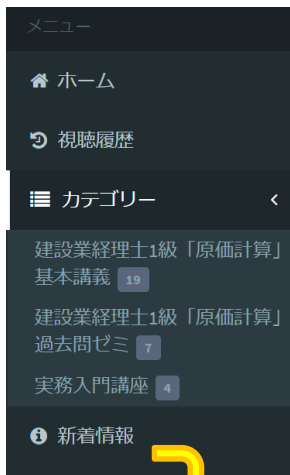 メニュー
ホーム
視聴履歴
カテゴリー
建設業経理士1級「原価計算」
基本講義 19
建設業経理士1級「原価計算」
過去問ゼミ 7
実務入門講座 4
新着情報